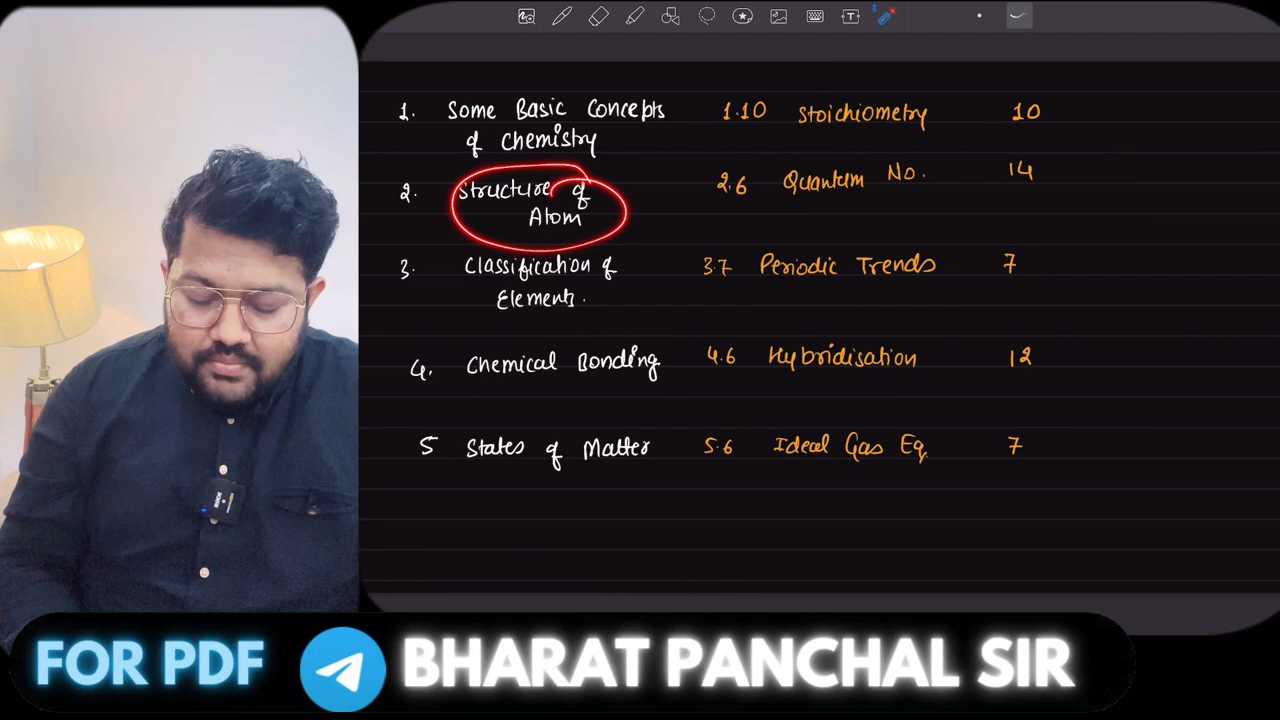 1. Some Basic Concepts 1.10 Stoichiometry 10
of Chemistry
2. Structure of 2.6 Quantum No. 14
Atom
3. Classification of 3.7 Periodic Trends 7
Elements.
4. Chemical Bonding 4.6 Hybridisation 12
5 States of Matter 5.6 Ideal Gas Eq. 7
FOR PDF BHARAT PANCHAL SIR